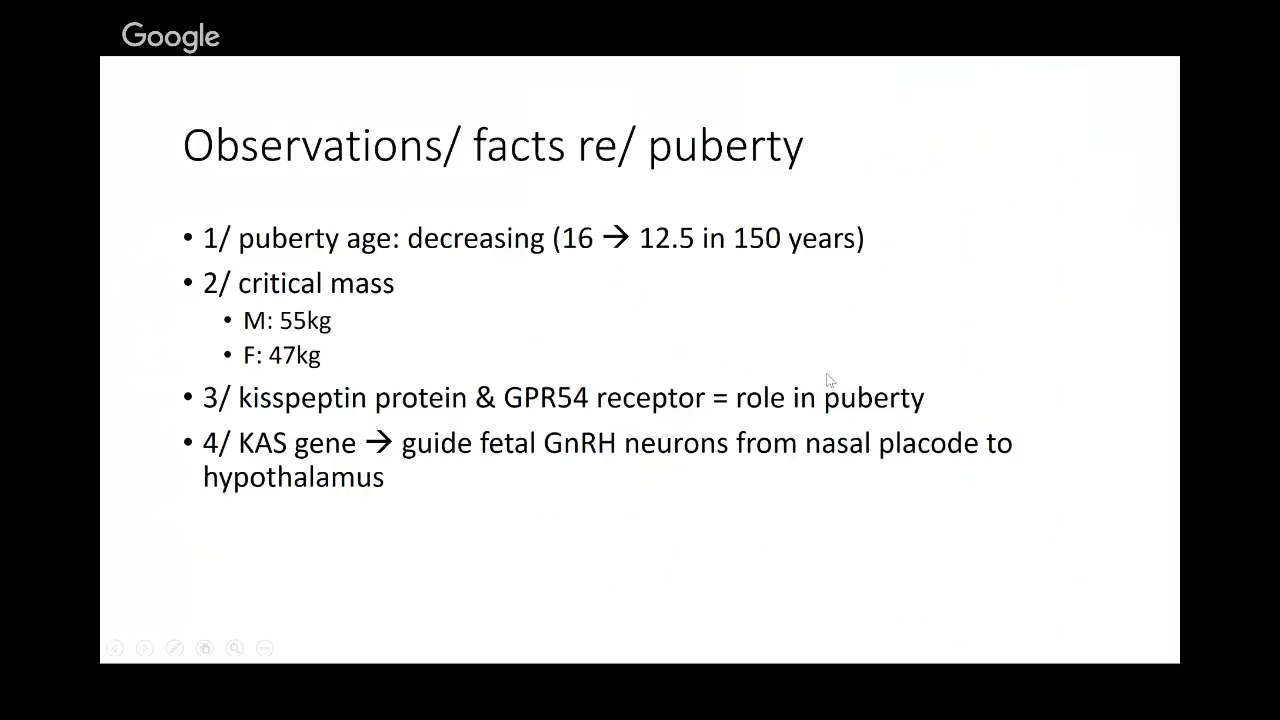 Google
Observations/ facts re/ puberty
• 1/ puberty age: decreasing (16 → 12.5 in 150 years)
• 2/ critical mass
• M: 55kg
• F: 47kg
• 3/ kisspeptin protein & GPR54 receptor = role in puberty
• 4/ KAS gene → guide fetal GnRH neurons from nasal placode to
hypothalamus